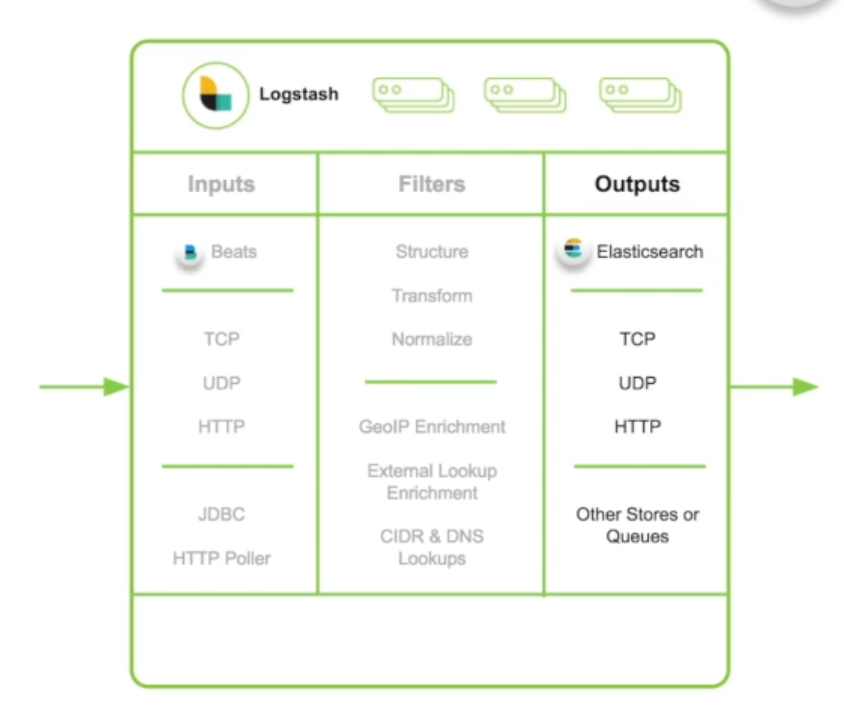 Logstash
Inputs
Filters
Outputs
Beats
Structure
Elasticsearch
Transform
TCP
Normalize
TCP
UDP
UDP
HTTP
GeoIP Enrichment
HTTP
External Lookup
Enrichment
JDBC
Other Stores or
Queues
CIDR & DNS
Lookups
HTTP Poller